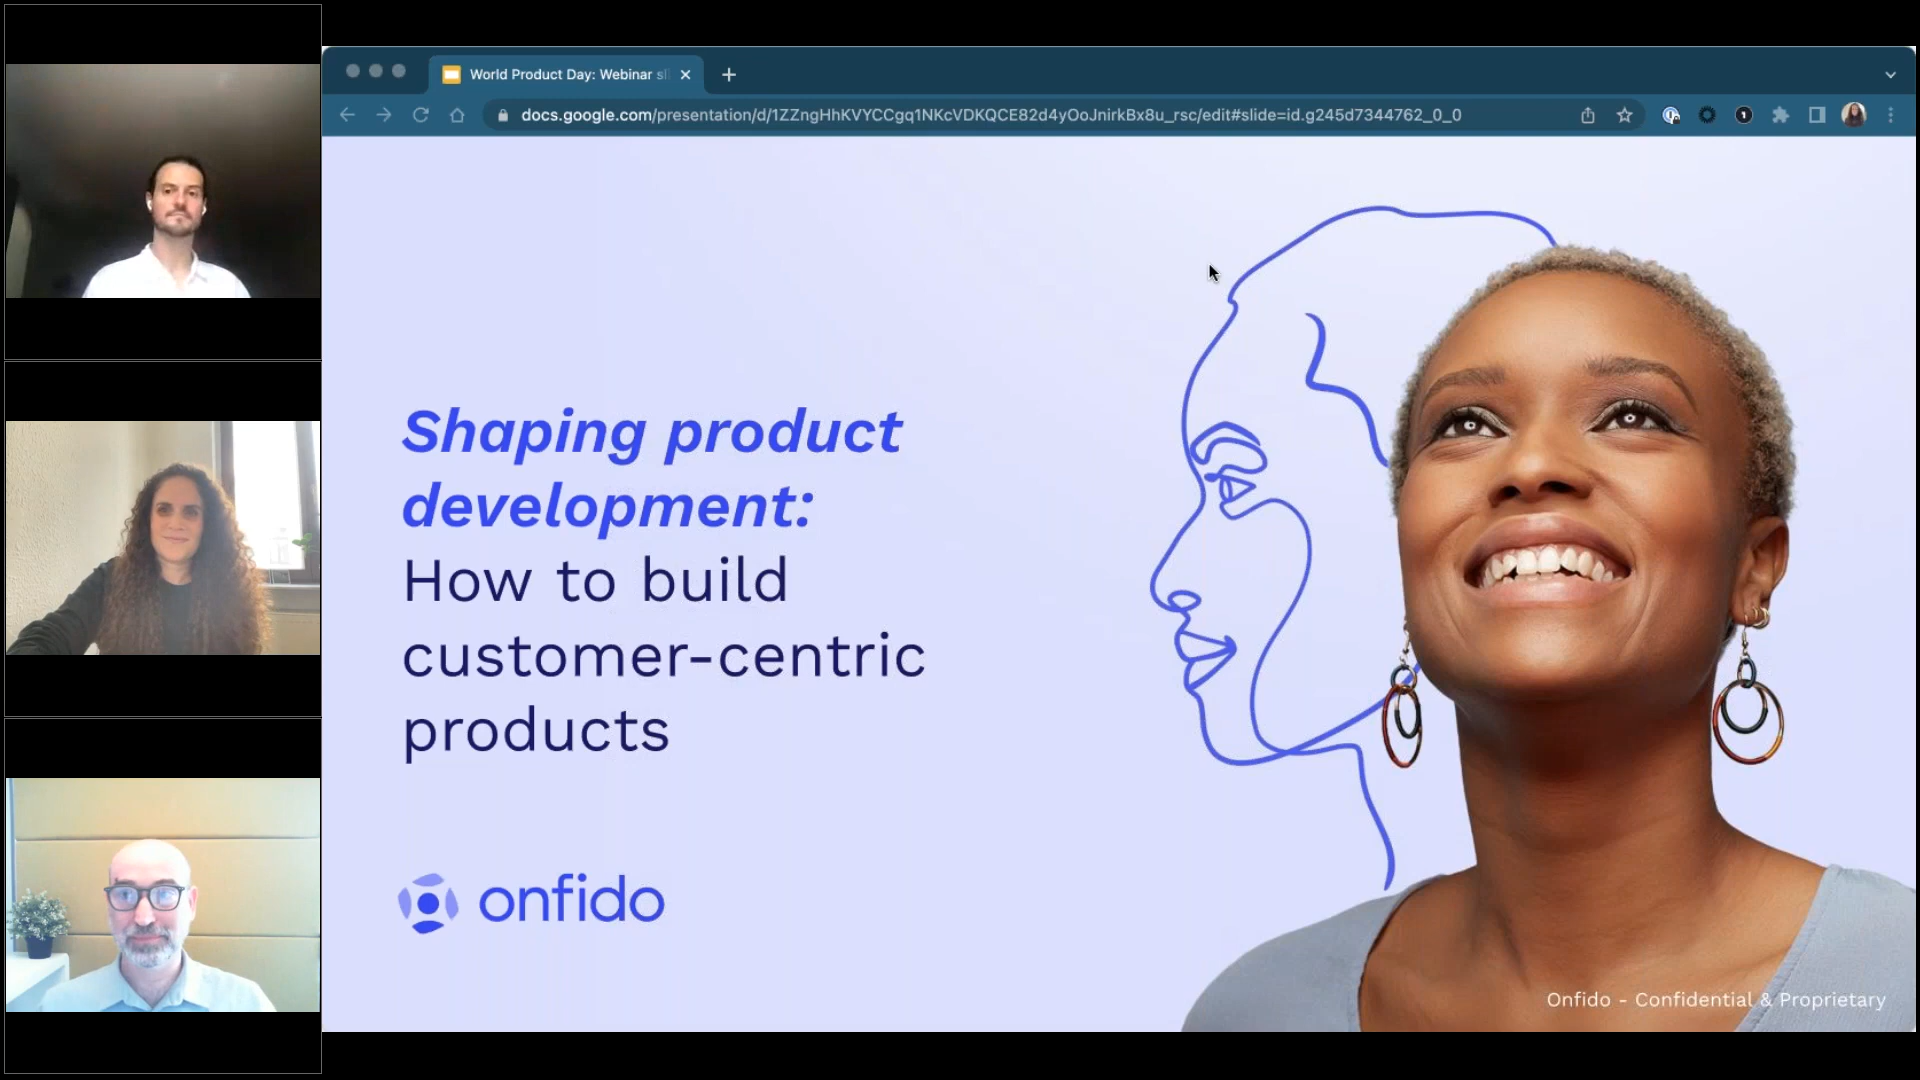 World Product Day: Webinar sli
docs.google.com/presentation/d/1ZZngHhKVYCCgq1NKcVDKQCE82d4yOoJnirkBx8u_rsc/edit#slide=id.g245d7344762_0_0
Shaping product
development:
How to build
customer-centric
products
onfido
Onfido - Confidential & Proprietary